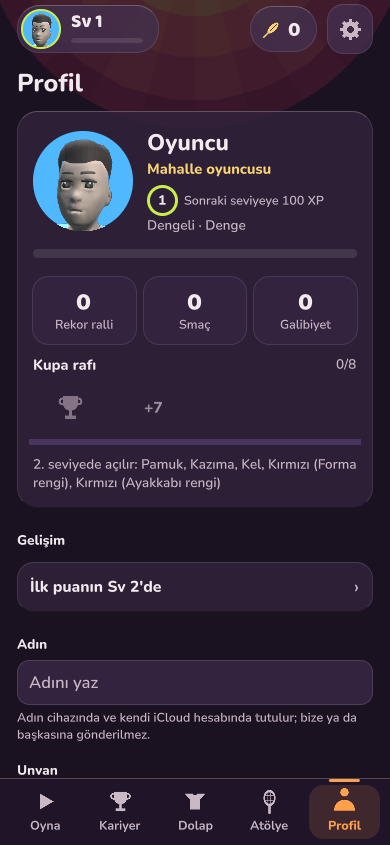 Sv 1
0
Profil
Oyuncu
Mahalle oyuncusu
1 Sonraki seviyeye 100 XP
Dengeli · Denge
0 0 0
Rekor ralli Smaç Galibiyet
Kupa rafı 0/8
+7
2. seviyede açılır: Pamuk, Kazıma, Kel, Kırmızı (Forma
rengi), Kırmızı (Ayakkabı rengi)
Gelişim
İlk puanın Sv 2'de ›
Adın
Adını yaz
Adın cihazında ve kendi iCloud hesabında tutulur; bize ya da
başkasına gönderilmez.
Unvan
Oyna Kariyer Dolap Atölye Profil